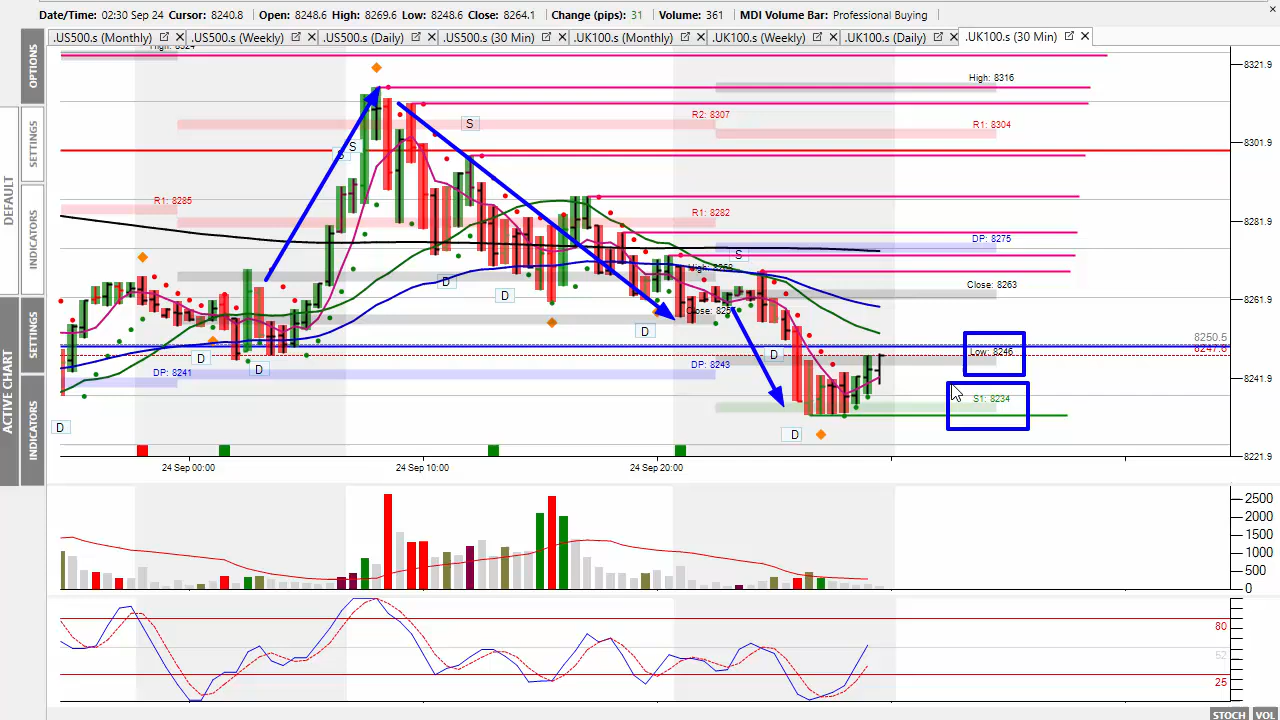 Date/Time: 02:30 Sep 24 Cursor: 8240.8 Open: 8248.6 High: 8269.6 Low: 8248.6 Close: 8264.1 Change (pips): 31 Volume: 361 MDI Volume Bar: Professional Buying
.US500.s (Monthly) .US500.s (Weekly) .US500.s (Daily) .US500.s (30 Min) .UK100.s (Monthly) .UK100.s (Weekly) .UK100.s (Daily) .UK100.s (30 Min)
OPTIONS
SETTINGS
INDICATORS
DEFAULT
SETTINGS
INDICATORS
ACTIVE CHART
High: 8324
High: 8316
R2: 8307
R1: 8304
S
S
S
R1: 8285
R1: 8282
DP: 8275
S
Close: 8263
D
D
D
D
D
D
Low: 8246
DP: 8241
DP: 8243
S1: 8234
D
D
8321.9
8301.9
8281.9
8261.9
8250.5
8241.9
8221.9
24 Sep 00:00
24 Sep 10:00
24 Sep 20:00
2500
2000
1500
1000
500
0
80
52
25
STOCH VOL